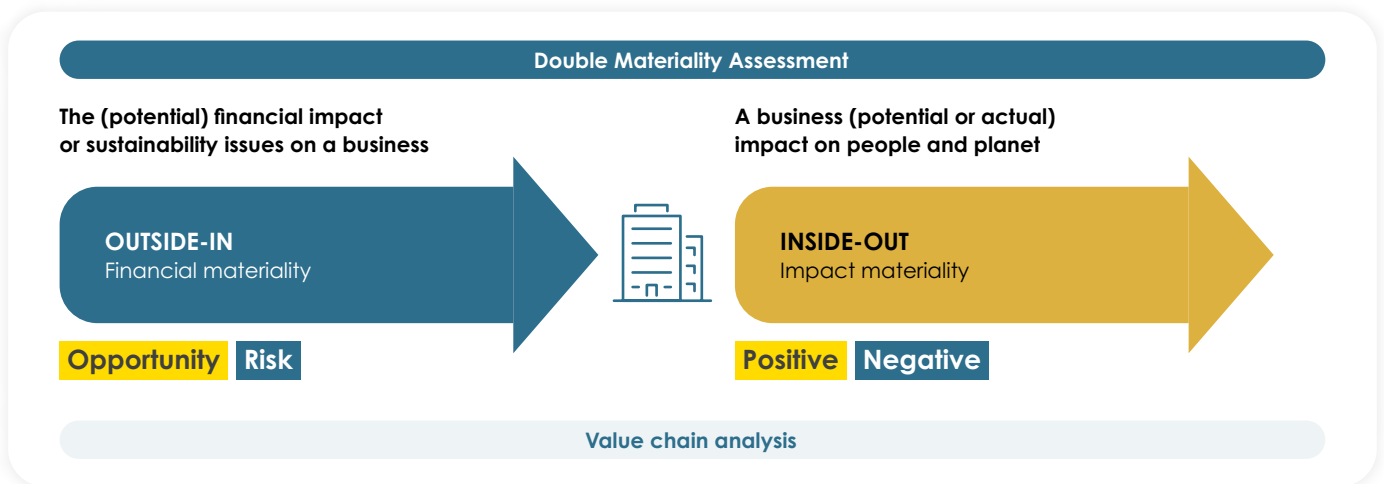 Double Materiality Assessment
The (potential) financial impact
or sustainability issues on a business
OUTSIDE-IN
Financial materiality
Opportunity Risk
A business (potential or actual)
impact on people and planet
INSIDE-OUT
Impact materiality
Positive Negative
Value chain analysis